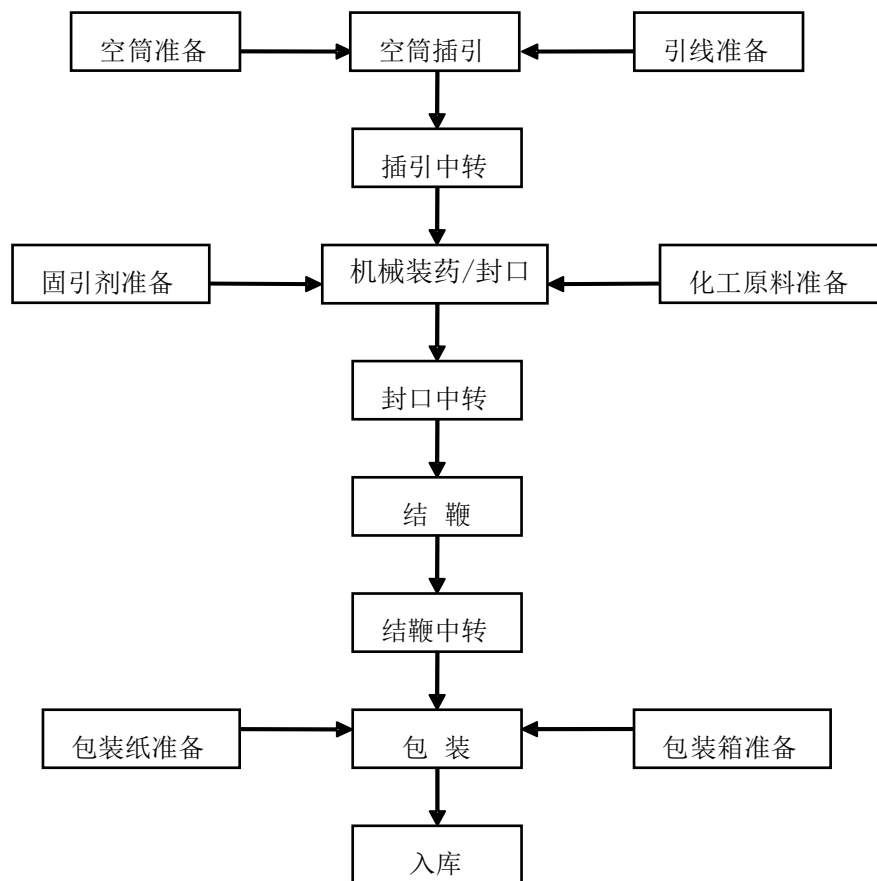 空筒准备
空筒插引
引线准备
插引中转
固引剂准备
机械装药/封口
化工原料准备
封口中转
结 鞭
结鞭中转
包装纸准备
包 装
包装箱准备
入库